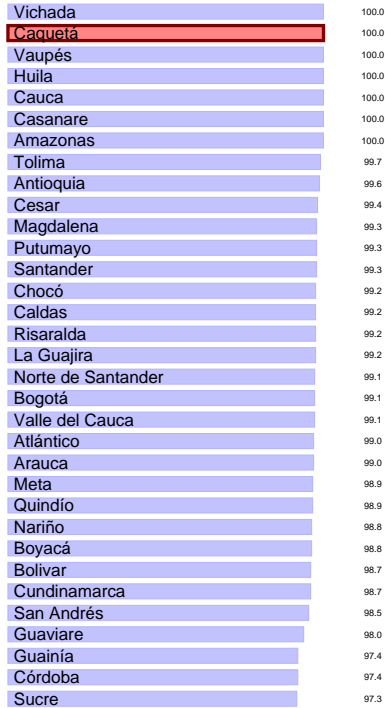 Vichada 100.0
Caquetá 100.0
Vaupés 100.0
Huila 100.0
Cauca 100.0
Casanare 100.0
Amazonas 100.0
Tolima 99.7
Antioquia 99.6
Cesar 99.4
Magdalena 99.3
Putumayo 99.3
Santander 99.3
Chocó 99.2
Caldas 99.2
Risaralda 99.2
La Guajira 99.2
Norte de Santander 99.1
Bogotá 99.1
Valle del Cauca 99.1
Atlántico 99.0
Arauca 99.0
Meta 98.9
Quindío 98.9
Nariño 98.8
Boyacá 98.8
Bolivar 98.7
Cundinamarca 98.7
San Andrés 98.5
Guaviare 98.0
Guainía 97.4
Córdoba 97.4
Sucre 97.3